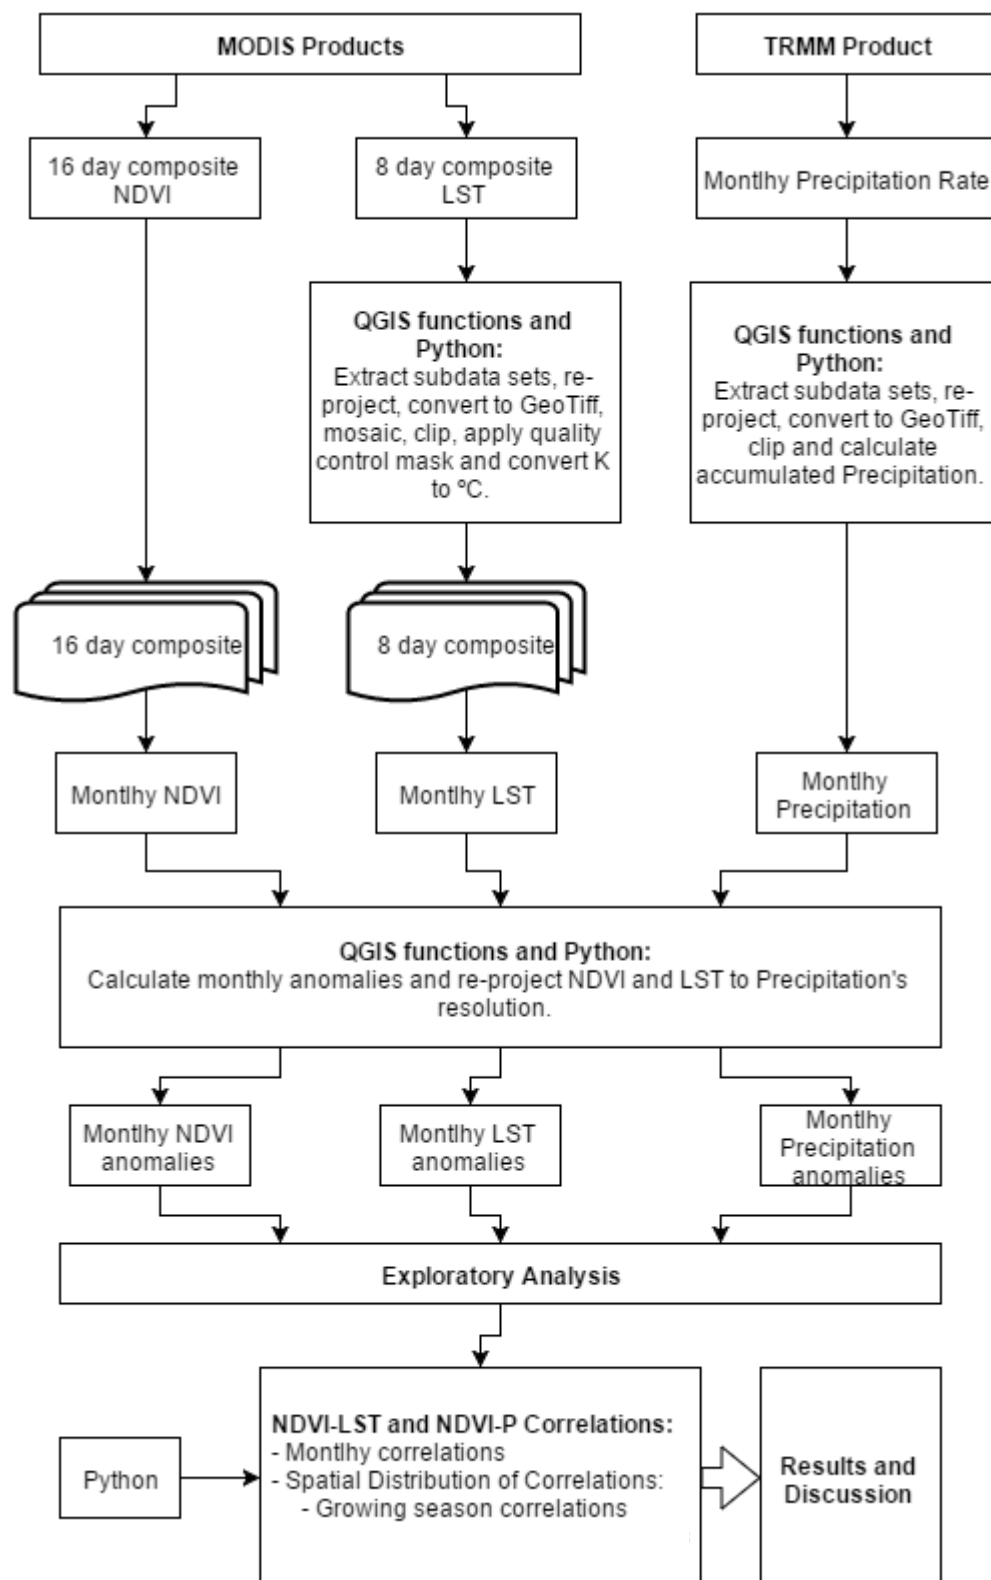 MODIS Products
TRMM Product
16 day composite
NDVI
8 day composite
LST
Montlhy Precipitation Rate
QGIS functions and
Python:
Extract subdata sets, re-
project, convert to GeoTiff,
mosaic, clip, apply quality
control mask and convert K
to ºC.
QGIS functions and
Python:
Extract subdata sets, re-
project, convert to GeoTiff,
clip and calculate
accumulated Precipitation.
16 day composite
8 day composite
Montlhy NDVI
Montlhy LST
Montlhy
Precipitation
QGIS functions and Python:
Calculate monthly anomalies and re-project NDVI and LST to Precipitation's
resolution.
Montlhy NDVI
anomalies
Montlhy LST
anomalies
Montlhy
Precipitation
anomalies
Exploratory Analysis
Python
NDVI-LST and NDVI-P Correlations:
- Montlhy correlations
- Spatial Distribution of Correlations:
- Growing season correlations
Results and
Discussion